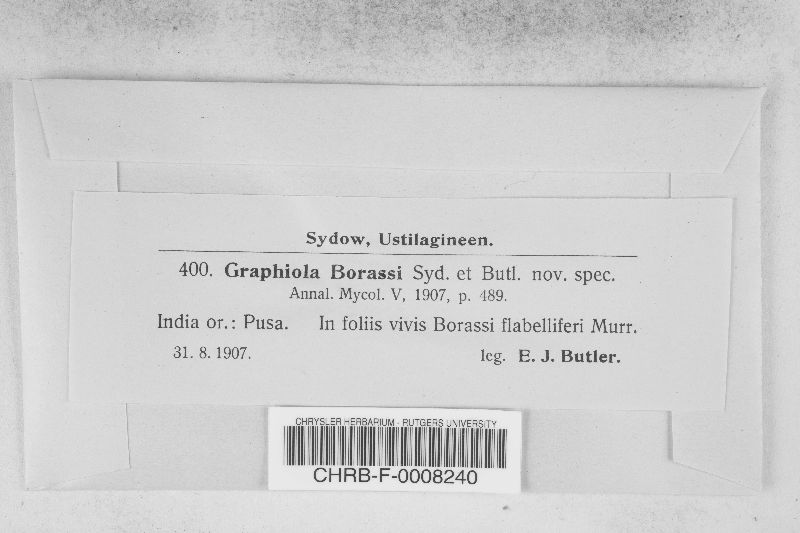 Sydow, Ustilagineen.
400. Graphiola Borassi Syd. et Butl. nov. spec.
Annal. Mycol. V, 1907, p. 489.
India or.: Pusa. In foliis vivis Borassi flabelliferi Murr.
31. 8. 1907. leg. E. J. Butler.
CHRYSLER HERBARIUM - RUTGERS UNIVERSITY
CHRB-F-0008240